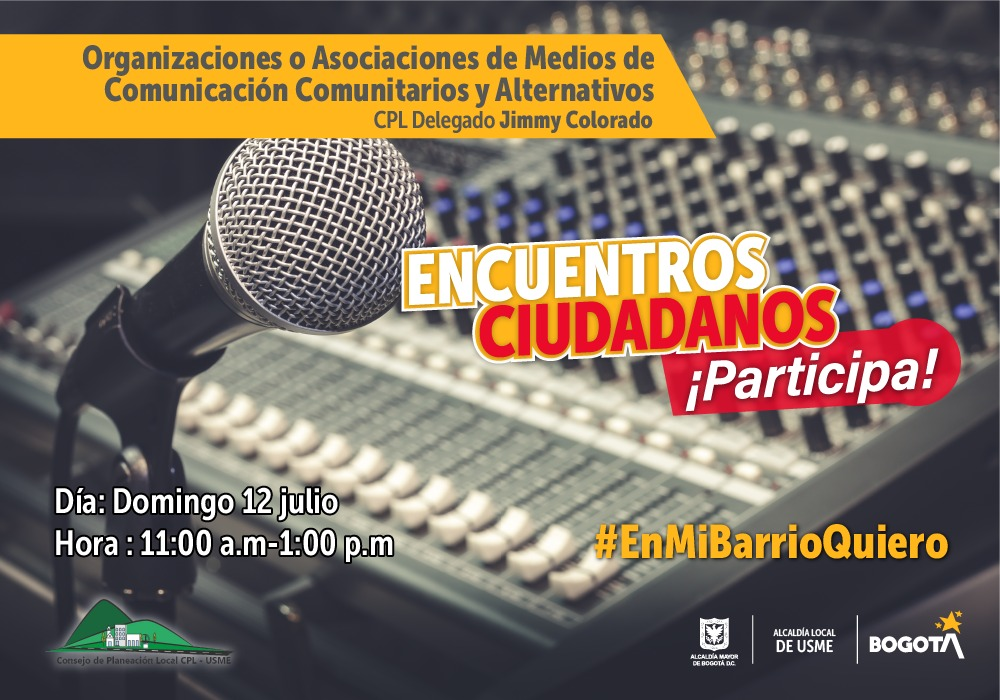 Organizaciones o Asociaciones de Medios de
Comunicación Comunitarios y Alternativos
CPL Delegado Jimmy Colorado
ENCUENTROS
CIUDADANOS
¡Participa!
Día: Domingo 12 julio
Hora : 11:00 a.m-1:00 p.m
#EnMiBarrioQuiero
Consejo de Planeación Local CPL - USME
ALCALDÍA MAYOR
DE BOGOTÁ D.C.
ALCALDÍA LOCAL
DE USME
BOGOTÁ